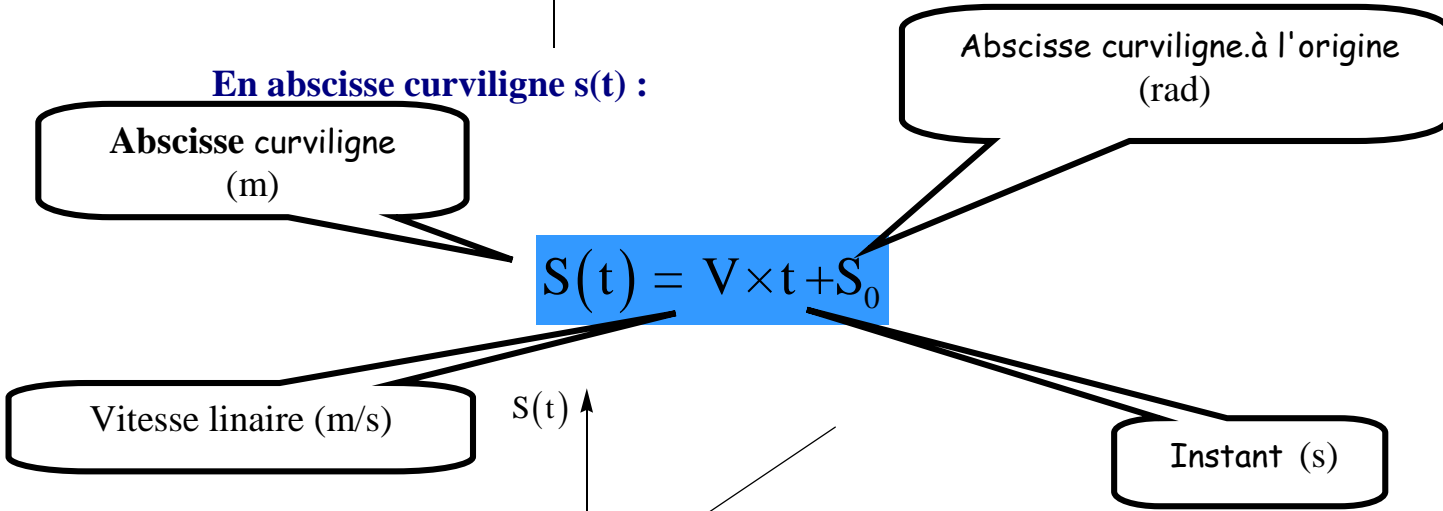 Abscisse curviligne.à l'origine
(rad)
En abscisse curviligne s(t) :
Abscisse curviligne
(m)
S(t) = V×t+S₀
Vitesse linaire (m/s)
S(t)
Instant (s)